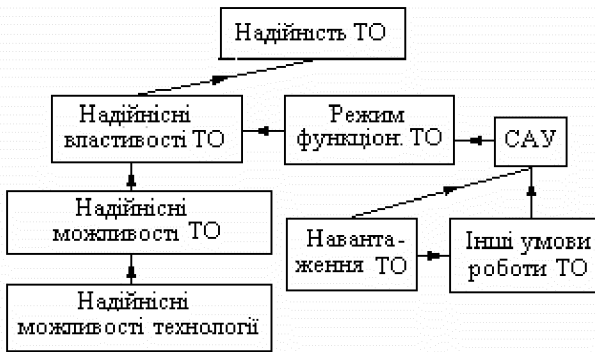 Надійність ТО
Надійнісні
властивості ТО
Режим
функціон. ТО
САУ
Надійнісні
можливості ТО
Наванта-
ження ТО
Інші умови
роботи ТО
Надійнісні
можливості технології